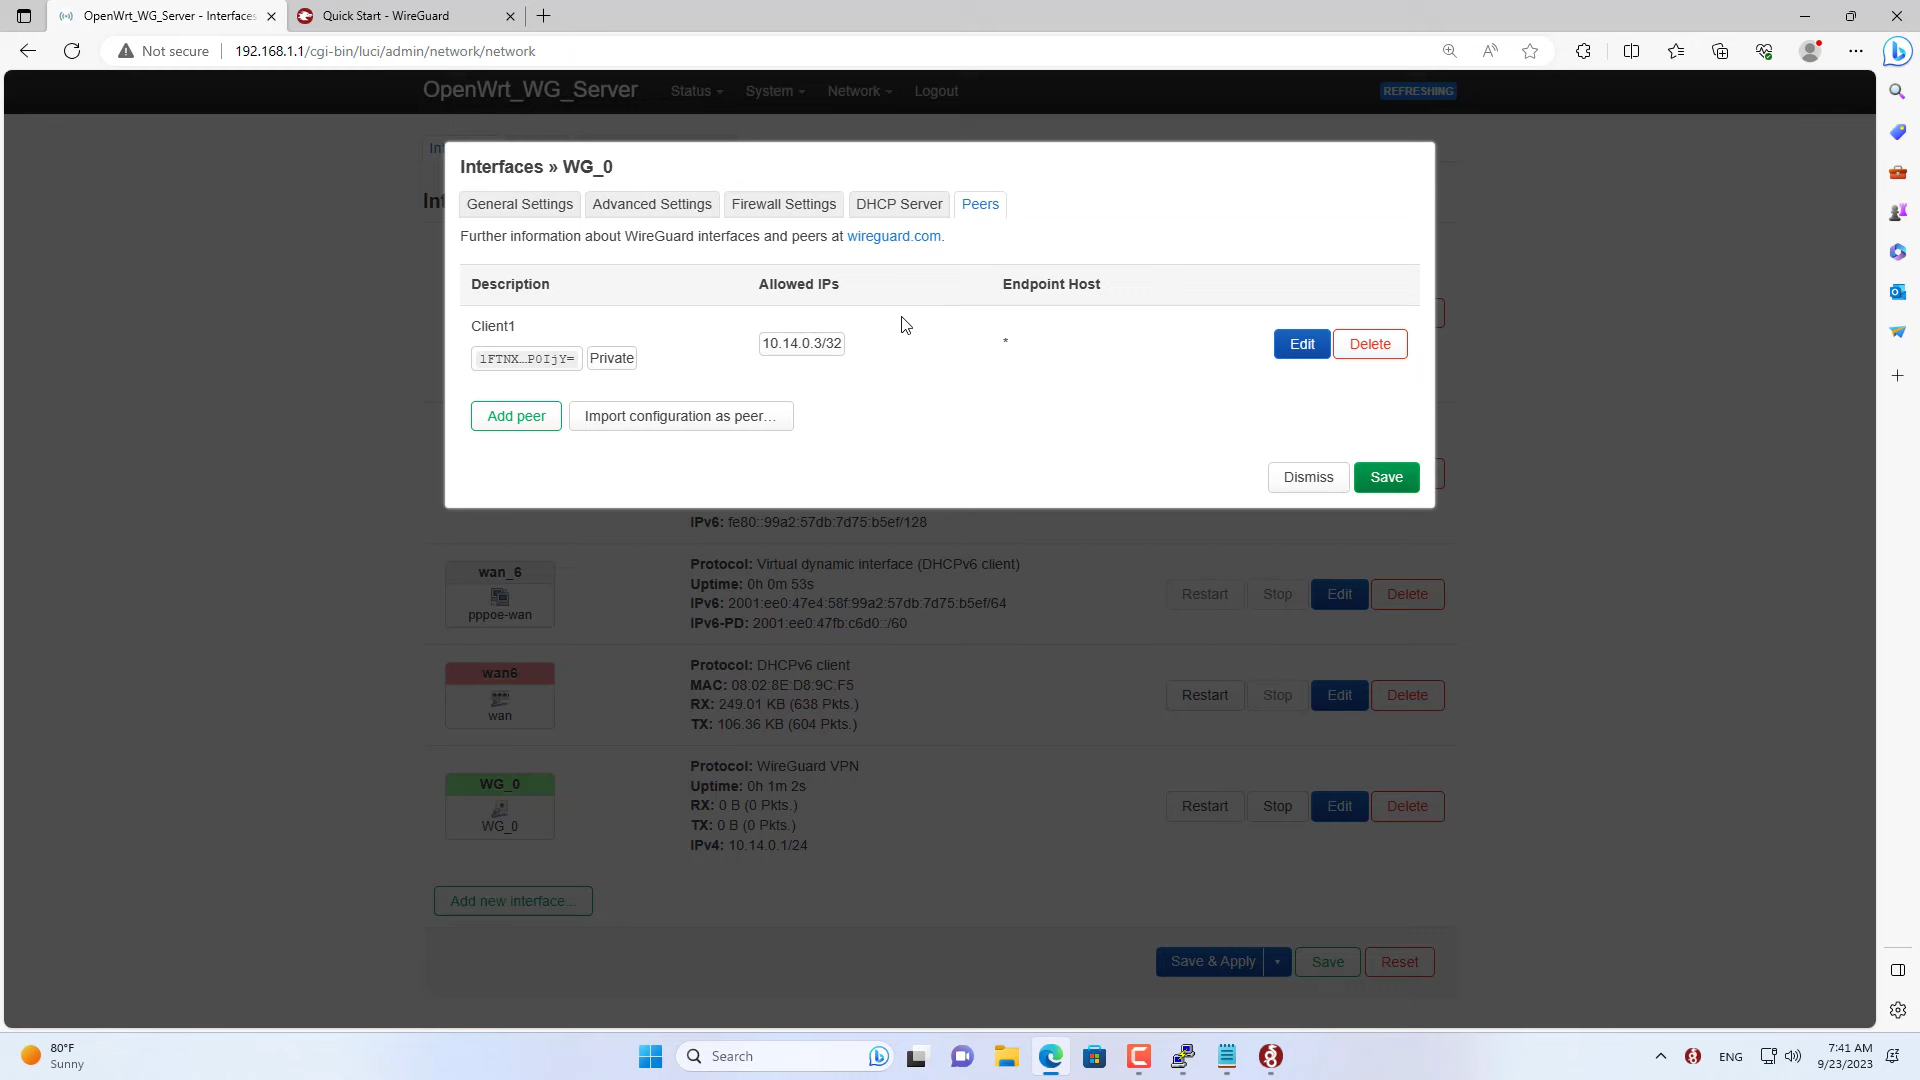 OpenWrt_WG_Server - Interfaces
Quick Start - WireGuard
Not secure
192.168.1.1/cgi-bin/luci/admin/network/network
OpenWrt_WG_Server
Status
System
Network
Logout
REFRESHING
Interfaces » WG_0
General Settings
Advanced Settings
Firewall Settings
DHCP Server
Peers
Further information about WireGuard interfaces and peers at wireguard.com.
Description
Allowed IPs
Endpoint Host
Client1
lFTNX…P0IjY=
Private
10.14.0.3/32
*
Edit
Delete
Add peer
Import configuration as peer…
Dismiss
Save
IPv6: fe80::99a2:57db:7d75:b5ef/128
wan_6
pppoe-wan
Protocol: Virtual dynamic interface (DHCPv6 client)
Uptime: 0h 0m 53s
IPv6: 2001:ee0:47e4:58f:99a2:57db:7d75:b5ef/64
IPv6-PD: 2001:ee0:47fb:c6d0::/60
Restart
Stop
Edit
Delete
wan6
wan
Protocol: DHCPv6 client
MAC: 08:02:8E:D8:9C:F5
RX: 249.01 KB (638 Pkts.)
TX: 106.36 KB (604 Pkts.)
Restart
Stop
Edit
Delete
WG_0
WG_0
Protocol: WireGuard VPN
Uptime: 0h 1m 2s
RX: 0 B (0 Pkts.)
TX: 0 B (0 Pkts.)
IPv4: 10.14.0.1/24
Restart
Stop
Edit
Delete
Add new interface...
Save & Apply
Save
Reset
80°F
Sunny
Search
ENG
7:41 AM
9/23/2023